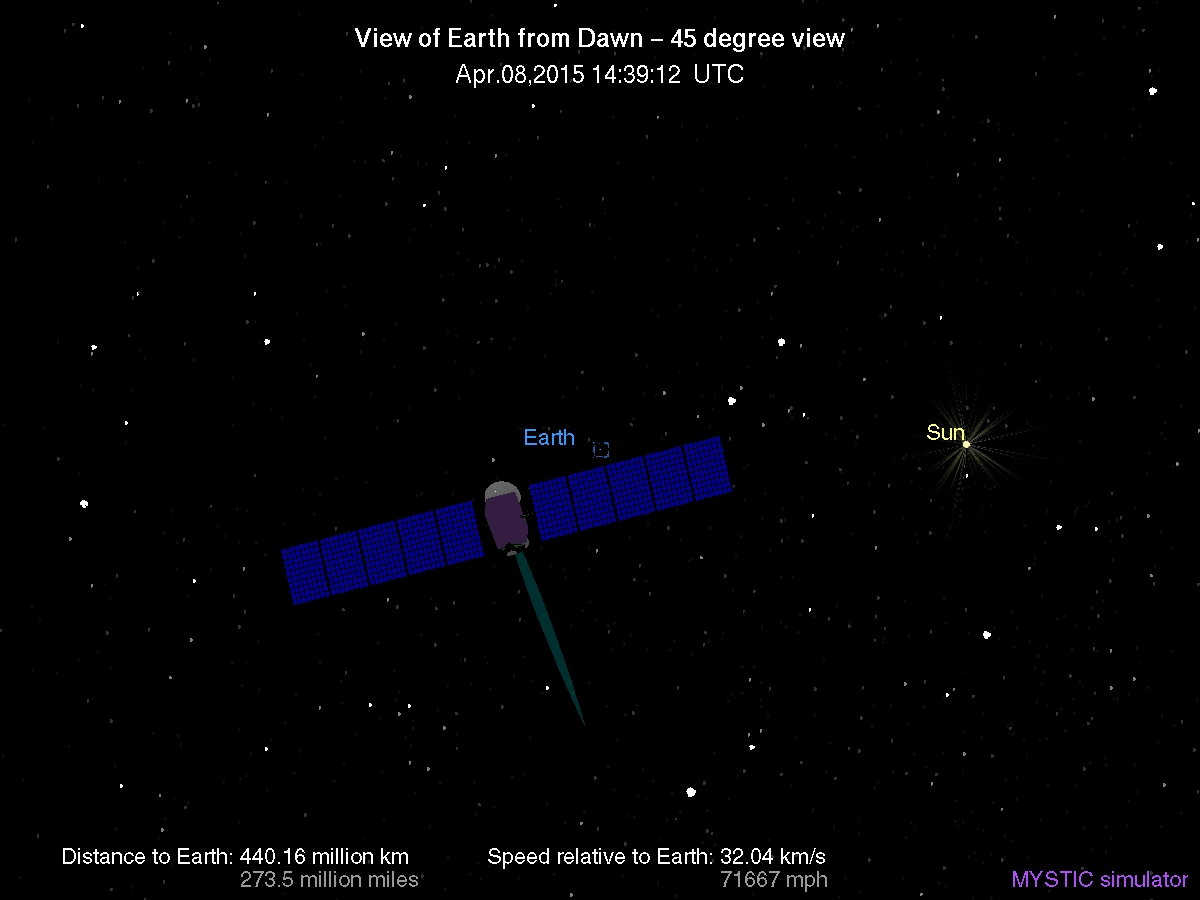 View of Earth from Dawn – 45 degree view
Apr.08,2015 14:39:12 UTC
Sun
Earth
Distance to Earth: 440.16 million km
273.5 million miles
Speed relative to Earth: 32.04 km/s
71667 mph
MYSTIC simulator